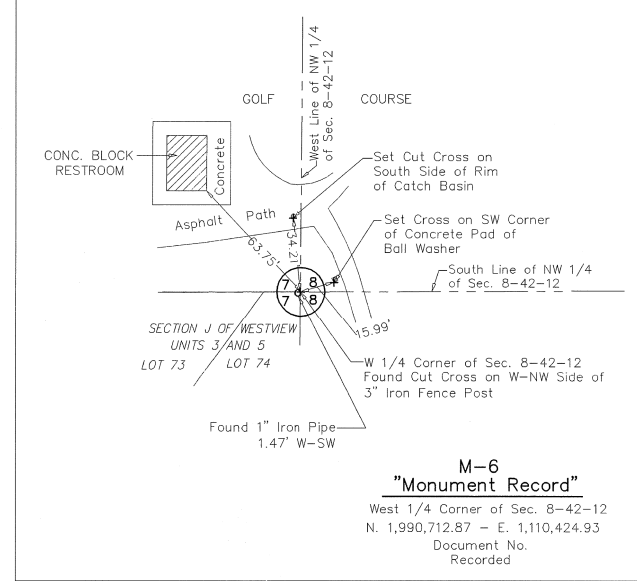 West Line of NW 1/4
of Sec. 8-42-12
GOLF COURSE
CONC. BLOCK
RESTROOM
Concrete
Set Cut Cross on
South Side of Rim
of Catch Basin
Asphalt Path
63.75'
34.21'
Set Cross on SW Corner
of Concrete Pad of
Ball Washer
South Line of NW 1/4
of Sec. 8-42-12
7 8
7 8
15.99'
SECTION J OF WESTVIEW
UNITS 3 AND 5
LOT 73 LOT 74
W 1/4 Corner of Sec. 8-42-12
Found Cut Cross on W-NW Side of
3" Iron Fence Post
Found 1" Iron Pipe
1.47' W-SW
M-6
"Monument Record"
West 1/4 Corner of Sec. 8-42-12
N. 1,990,712.87 - E. 1,110,424.93
Document No.
Recorded